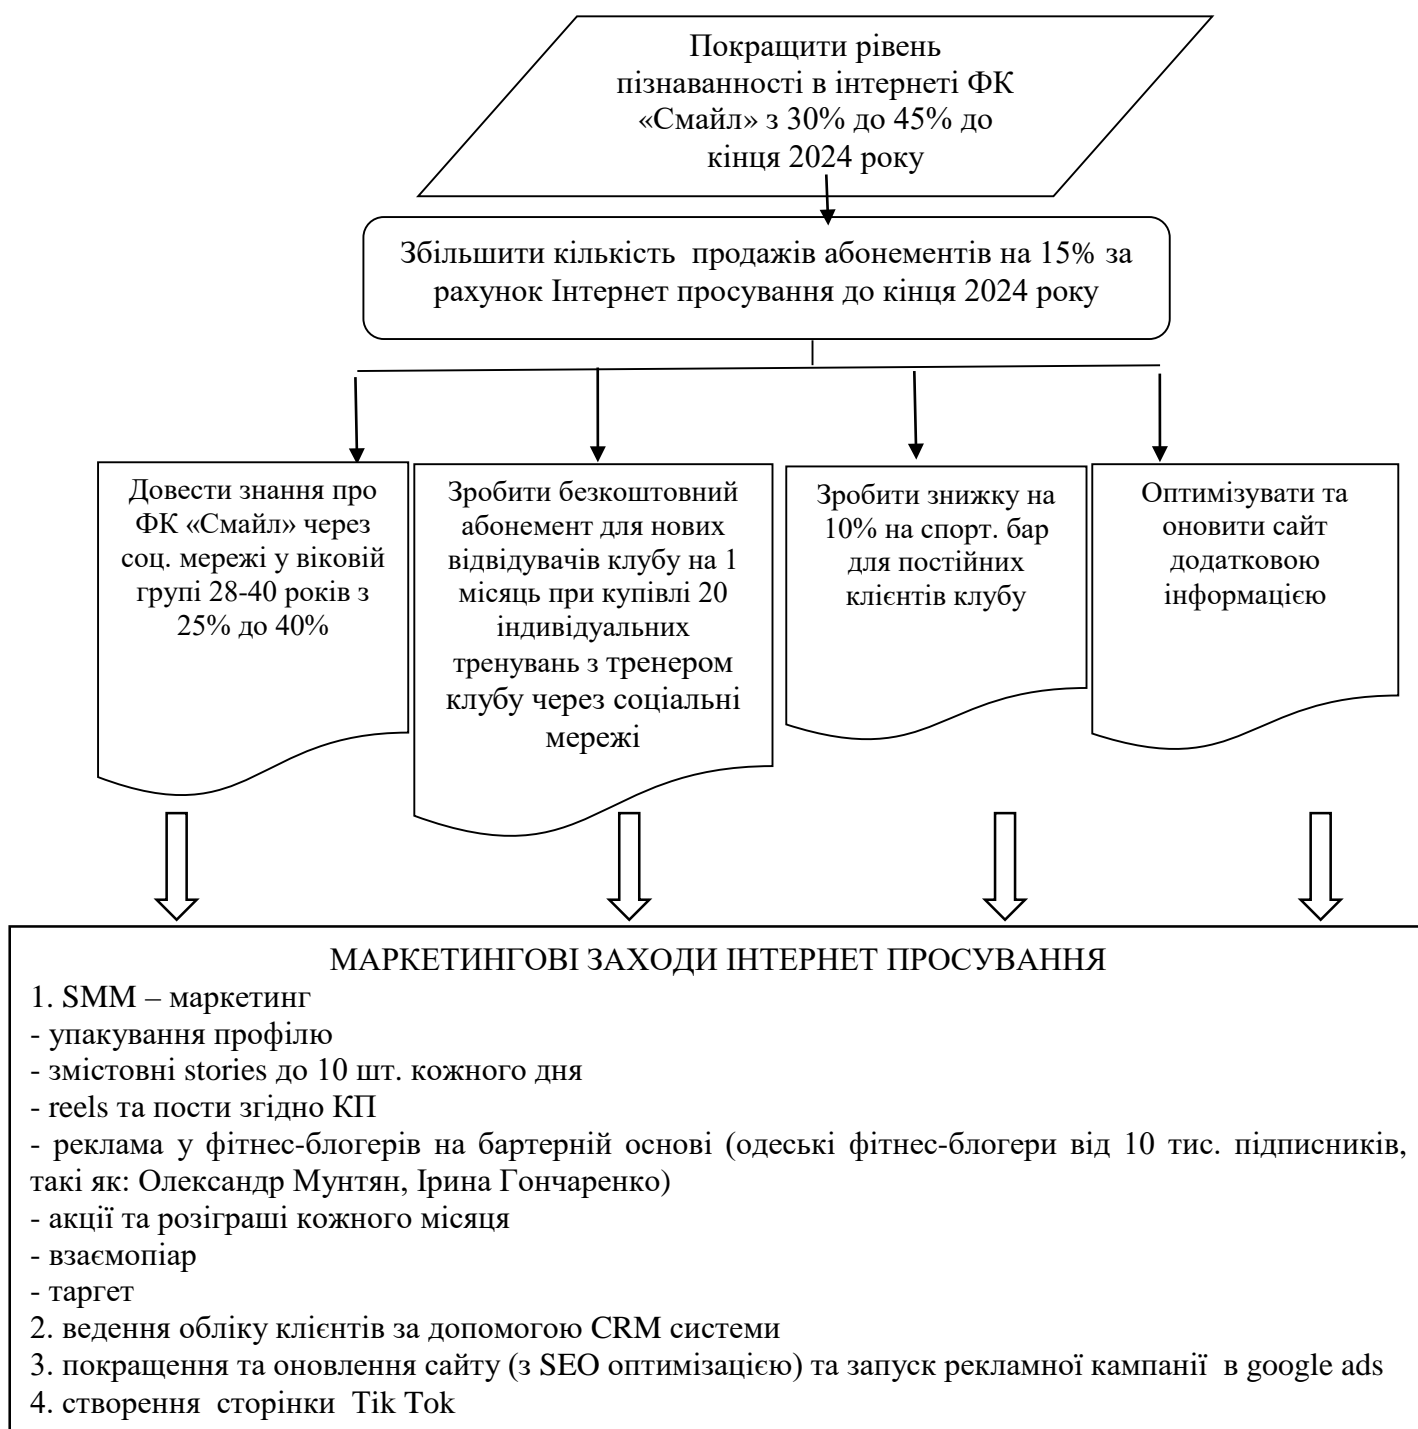 Покращити рівень
пізнаванності в інтернеті ФК
«Смайл» з 30% до 45% до
кінця 2024 року
Збільшити кількість продажів абонементів на 15% за
рахунок Інтернет просування до кінця 2024 року
Довести знання про
ФК «Смайл» через
соц. мережі у віковій
групі 28-40 років з
25% до 40%
Зробити безкоштовний
абонемент для нових
відвідувачів клубу на 1
місяць при купівлі 20
індивідуальних
тренувань з тренером
клубу через соціальні
мережі
Зробити знижку на
10% на спорт. бар
для постійних
клієнтів клубу
Оптимізувати та
оновити сайт
додатковою
інформацією
МАРКЕТИНГОВІ ЗАХОДИ ІНТЕРНЕТ ПРОСУВАННЯ
1. SMM – маркетинг
- упакування профілю
- змістовні stories до 10 шт. кожного дня
- reels та пости згідно КП
- реклама у фітнес-блогерів на бартерній основі (одеські фітнес-блогери від 10 тис. підписників,
такі як: Олександр Мунтян, Ірина Гончаренко)
- акції та розіграші кожного місяця
- взаємопіар
- таргет
2. ведення обліку клієнтів за допомогою CRM системи
3. покращення та оновлення сайту (з SEO оптимізацією) та запуск рекламної кампанії в google ads
4. створення сторінки Tik Tok